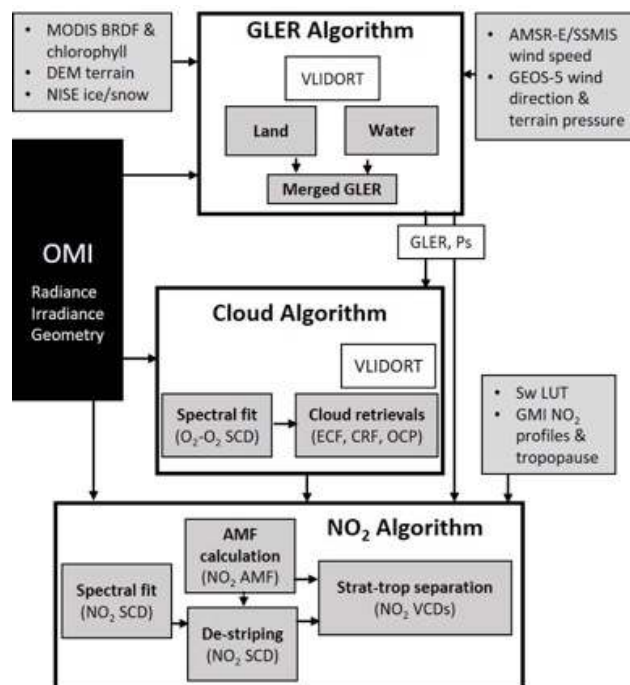 • MODIS BRDF &
chlorophyll
• DEM terrain
• NISE ice/snow
GLER Algorithm
VLIDORT
Land
Water
Merged GLER
• AMSR-E/SSMIS
wind speed
• GEOS-5 wind
direction &
terrain pressure
OMI
Radiance
Irradiance
Geometry
GLER, Ps
Cloud Algorithm
VLIDORT
Spectral fit
(O₂-O₂ SCD)
Cloud retrievals
(ECF, CRF, OCP)
• Sw LUT
• GMI NO₂
profiles &
tropopause
NO₂ Algorithm
AMF
calculation
(NO₂ AMF)
Spectral fit
(NO₂ SCD)
De-striping
(NO₂ SCD)
Strat-trop separation
(NO₂ VCDs)